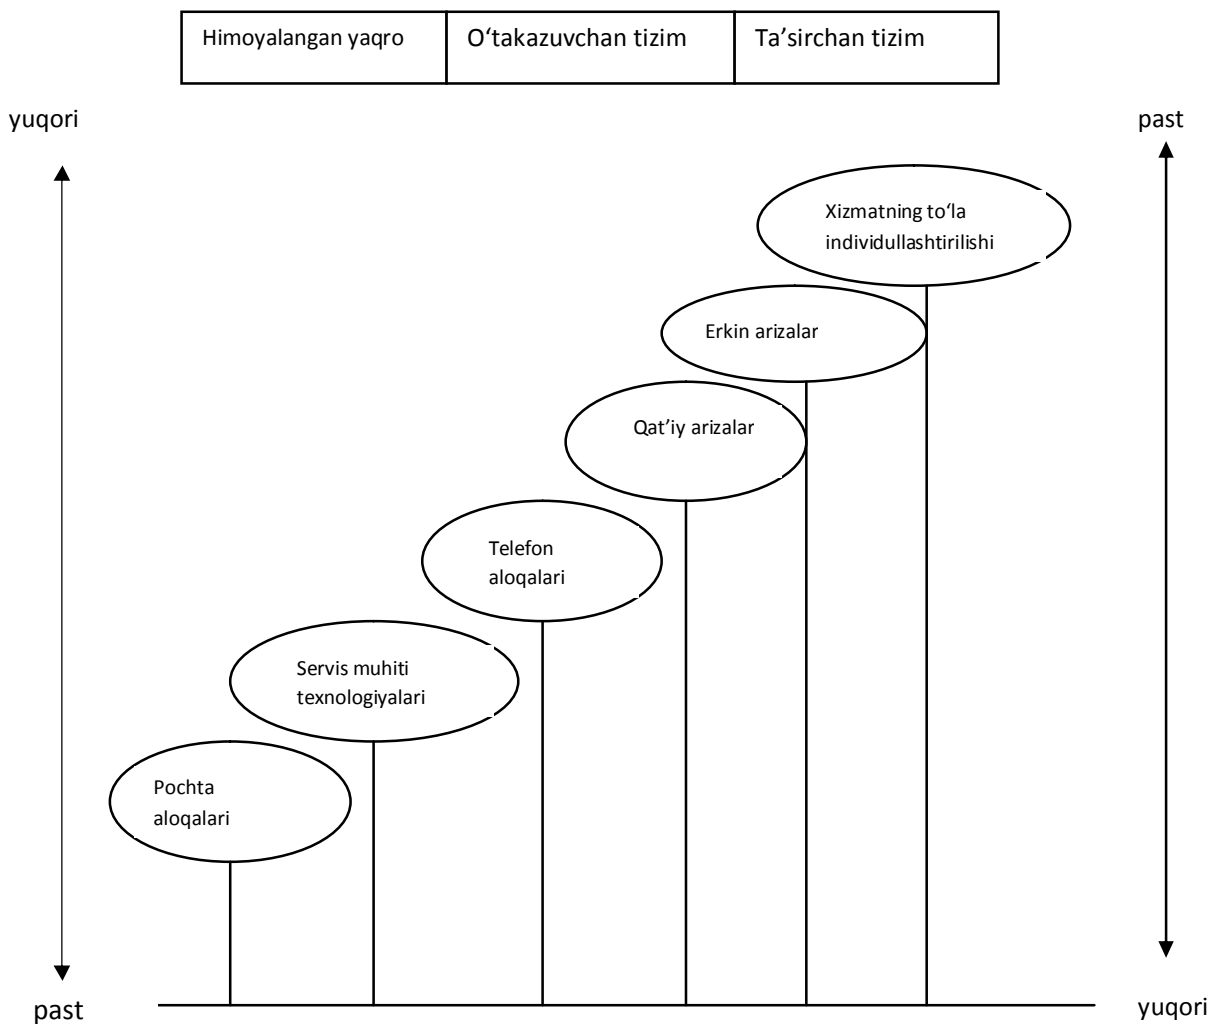 Himoyalangan yaqro
O‘takazuvchan tizim
Ta’sirchan tizim
yuqori
past
Xizmatning to‘la
individullashtirilishi
Erkin arizalar
Qat’iy arizalar
Telefon
aloqalari
Servis muhiti
texnologiyalari
Pochta
aloqalari
past
yuqori